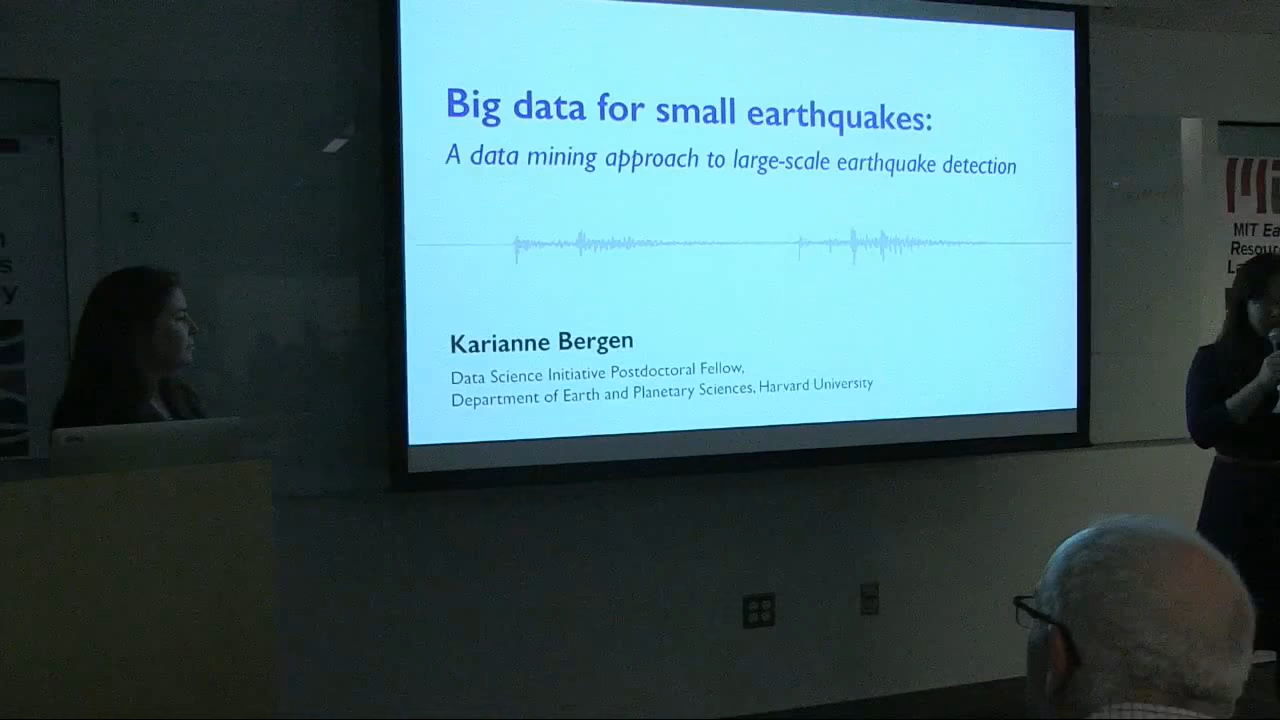 Big data for small earthquakes:
A data mining approach to large-scale earthquake detection
Karianne Bergen
Data Science Initiative Postdoctoral Fellow,
Department of Earth and Planetary Sciences, Harvard University
MIT